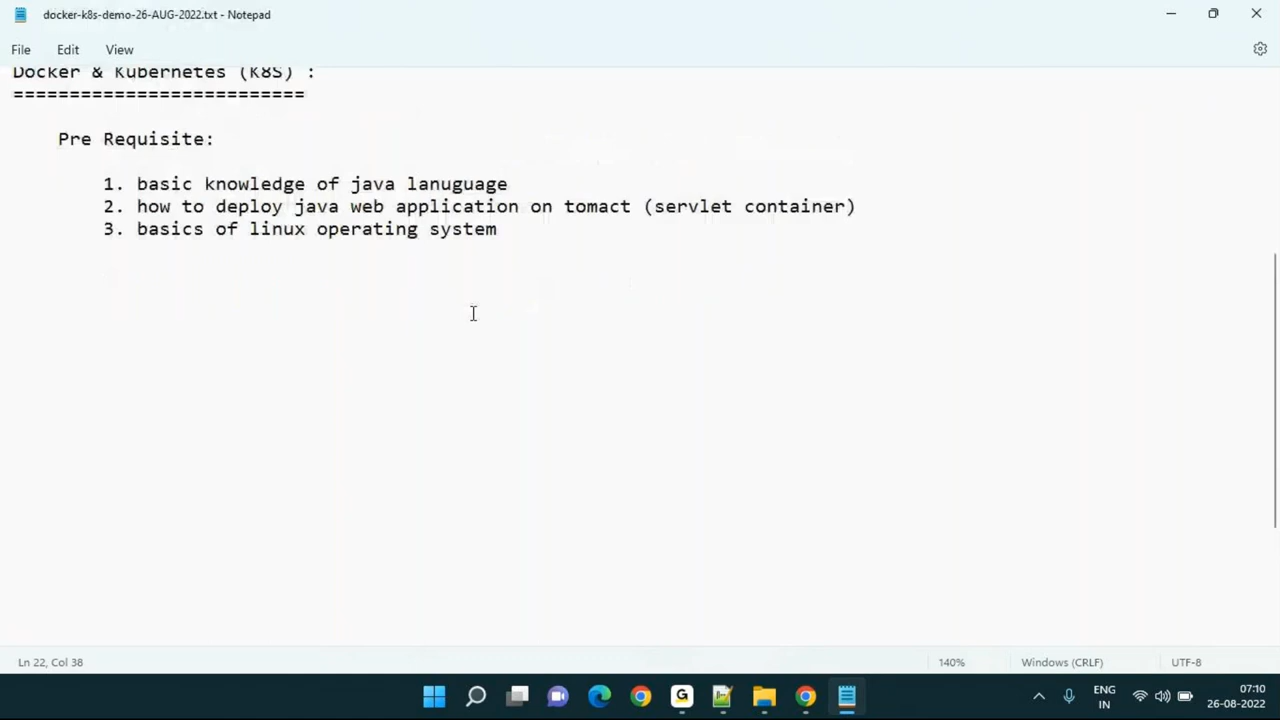 docker-k8s-demo-26-AUG-2022.txt - Notepad
File Edit View
Docker & Kubernetes (K8S) :
==========================
Pre Requisite:
1. basic knowledge of java lanuguage
2. how to deploy java web application on tomact (servlet container)
3. basics of linux operating system
Ln 22, Col 38 140% Windows (CRLF) UTF-8
ENG 07:10
IN 26-08-2022